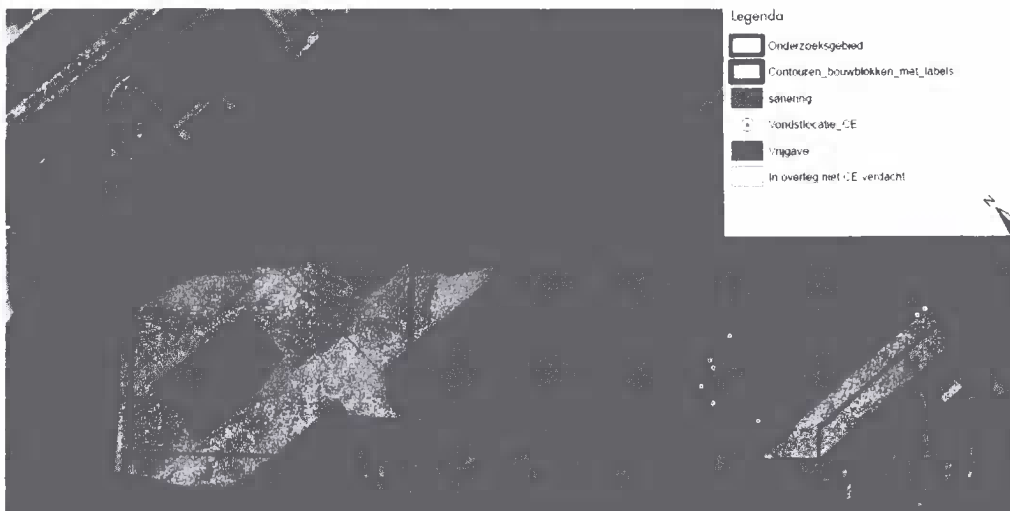 Legenda
Onderzoeksgebied
Contouren_bouwblokken_met_labels
sanering
Vondstlocatie_CE
Vrijgave
In overleg met CE verdacht
N